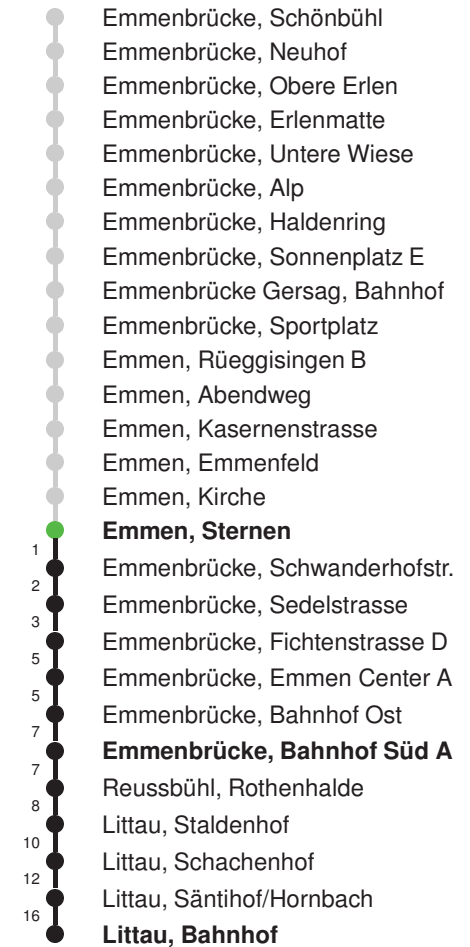 Emmenbrücke, Schönbühl
Emmenbrücke, Neuhof
Emmenbrücke, Obere Erlen
Emmenbrücke, Erlenmatte
Emmenbrücke, Untere Wiese
Emmenbrücke, Alp
Emmenbrücke, Haldenring
Emmenbrücke, Sonnenplatz E
Emmenbrücke Gersag, Bahnhof
Emmenbrücke, Sportplatz
Emmen, Rüeggisingen B
Emmen, Abendweg
Emmen, Kasernenstrasse
Emmen, Emmenfeld
Emmen, Kirche
Emmen, Sternen
1 Emmenbrücke, Schwanderhofstr.
2 Emmenbrücke, Sedelstrasse
3 Emmenbrücke, Fichtenstrasse D
5 Emmenbrücke, Emmen Center A
5 Emmenbrücke, Bahnhof Ost
7 Emmenbrücke, Bahnhof Süd A
7 Reussbühl, Rothenhalde
8 Littau, Staldenhof
10 Littau, Schachenhof
12 Littau, Säntihof/Hornbach
16 Littau, Bahnhof